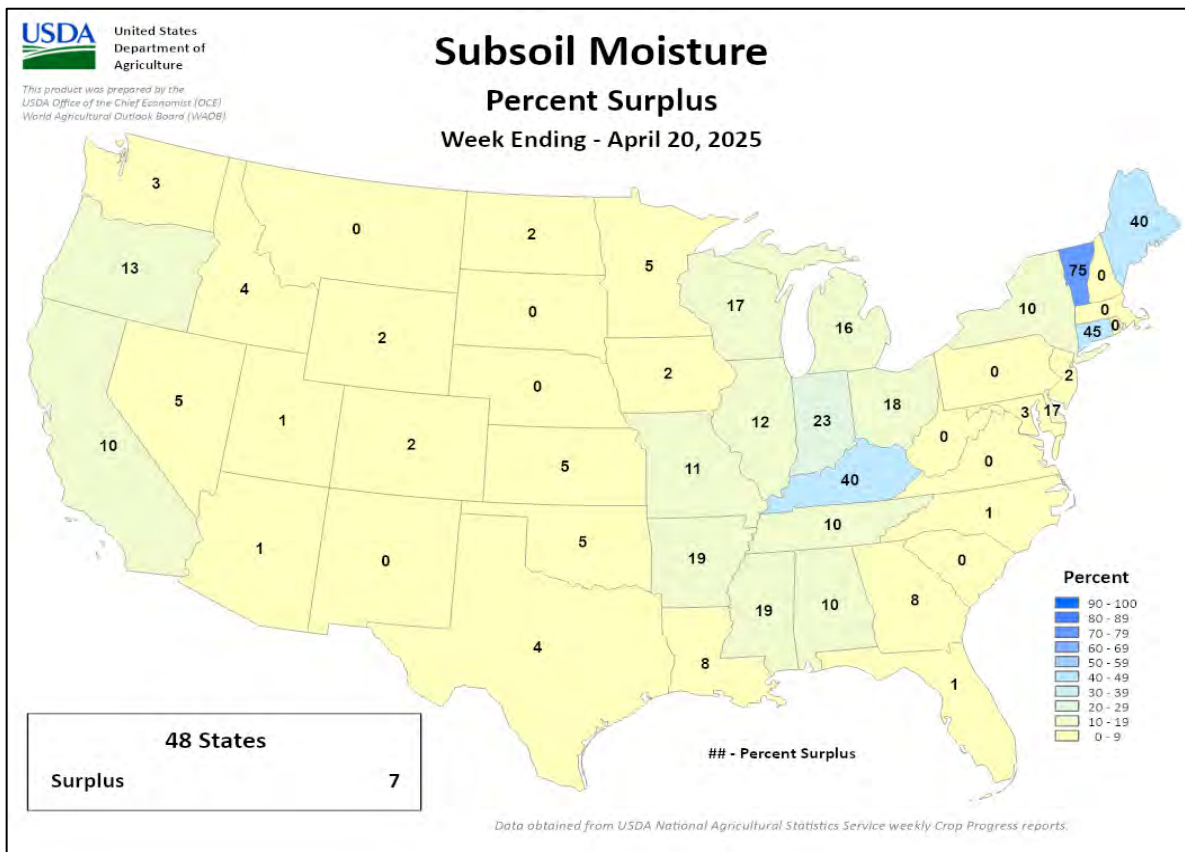 USDA
United States
Department of
Agriculture
This product was prepared by the
USDA Office of the Chief Economist (OCE)
World Agricultural Outlook Board (WAOB)
Subsoil Moisture
Percent Surplus
Week Ending - April 20, 2025
3
0
2
5
40
13
4
17
75
0
2
0
16
10
0
45
0
5
1
2
0
2
12
23
18
0
2
10
2
5
11
40
0
3
17
0
1
0
5
19
10
1
0
4
8
19
10
8
1
Percent
90 - 100
80 - 89
70 - 79
60 - 69
50 - 59
40 - 49
30 - 39
20 - 29
10 - 19
0 - 9
48 States
Surplus 7
## - Percent Surplus
Data obtained from USDA National Agricultural Statistics Service weekly Crop Progress reports.